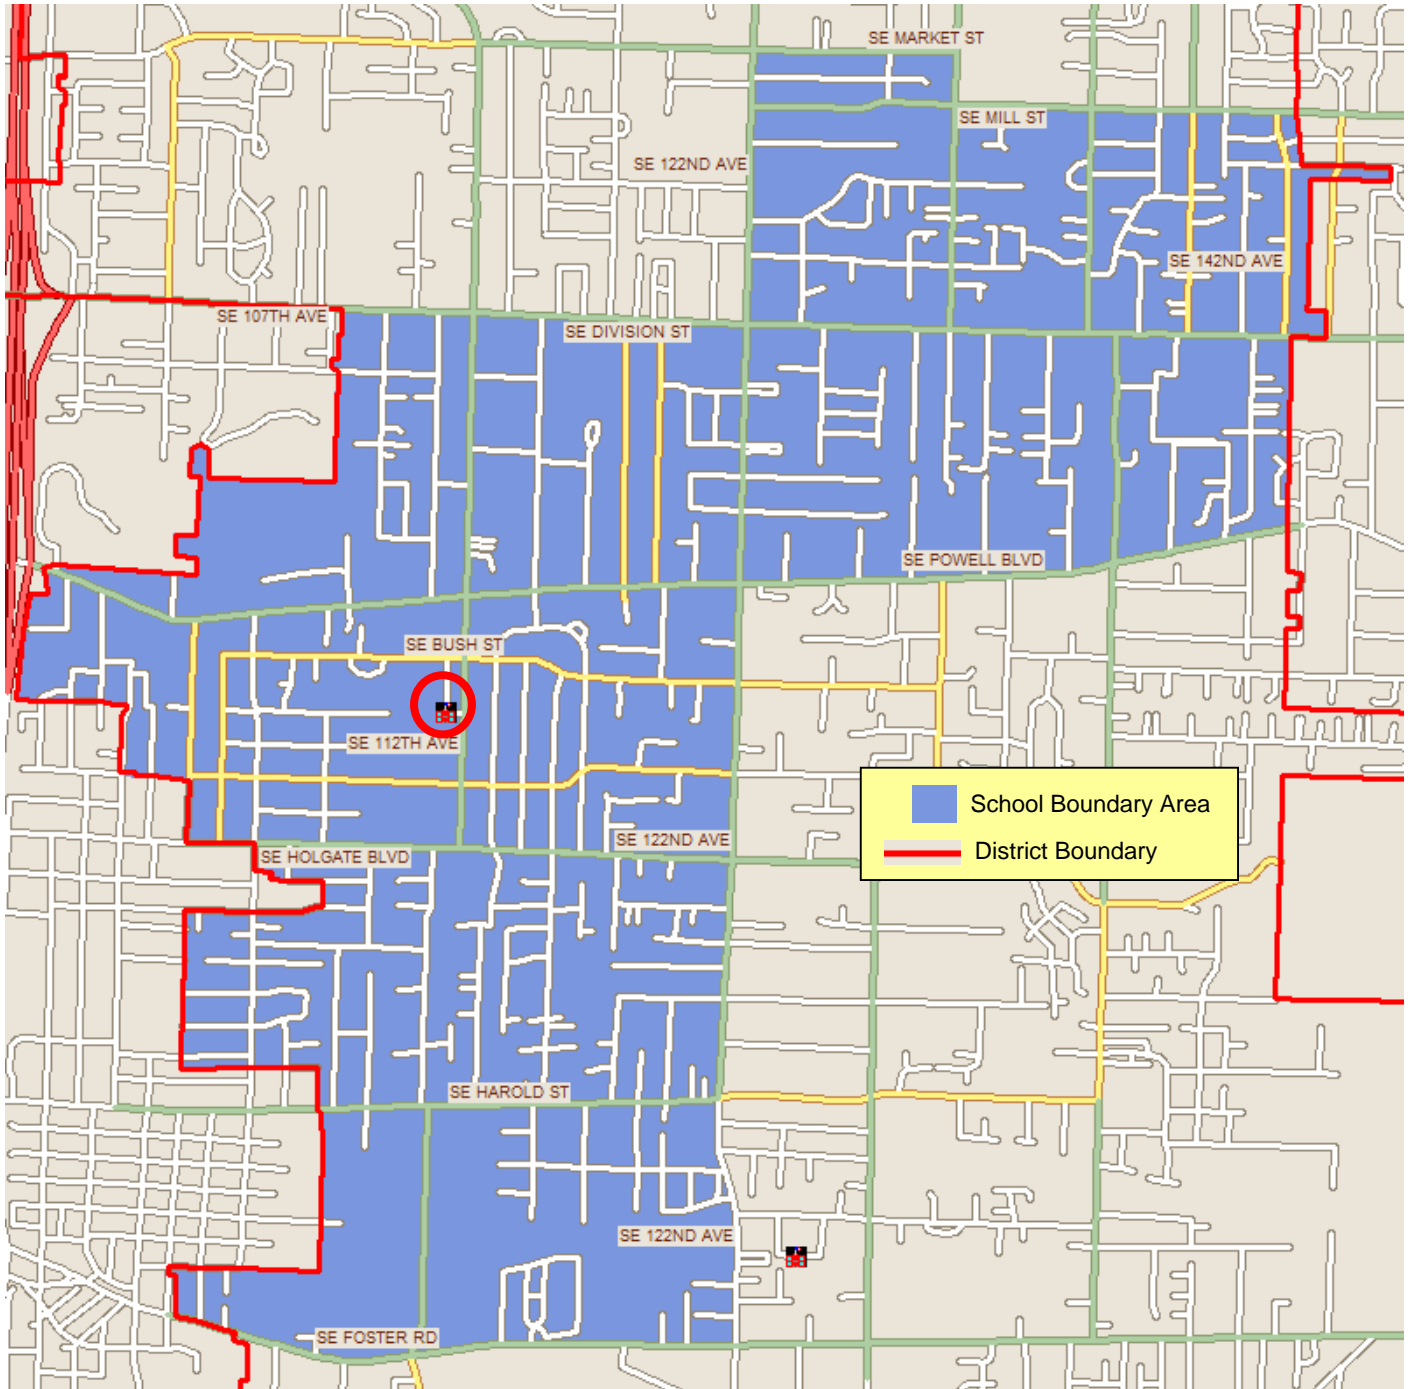 SE MARKET ST
SE MILL ST
SE 122ND AVE
SE 142ND AVE
SE 107TH AVE
SE DIVISION ST
SE POWELL BLVD
SE BUSH ST
SE 112TH AVE
School Boundary Area
SE 122ND AVE
District Boundary
SE HOLGATE BLVD
SE HAROLD ST
SE 122ND AVE
SE FOSTER RD